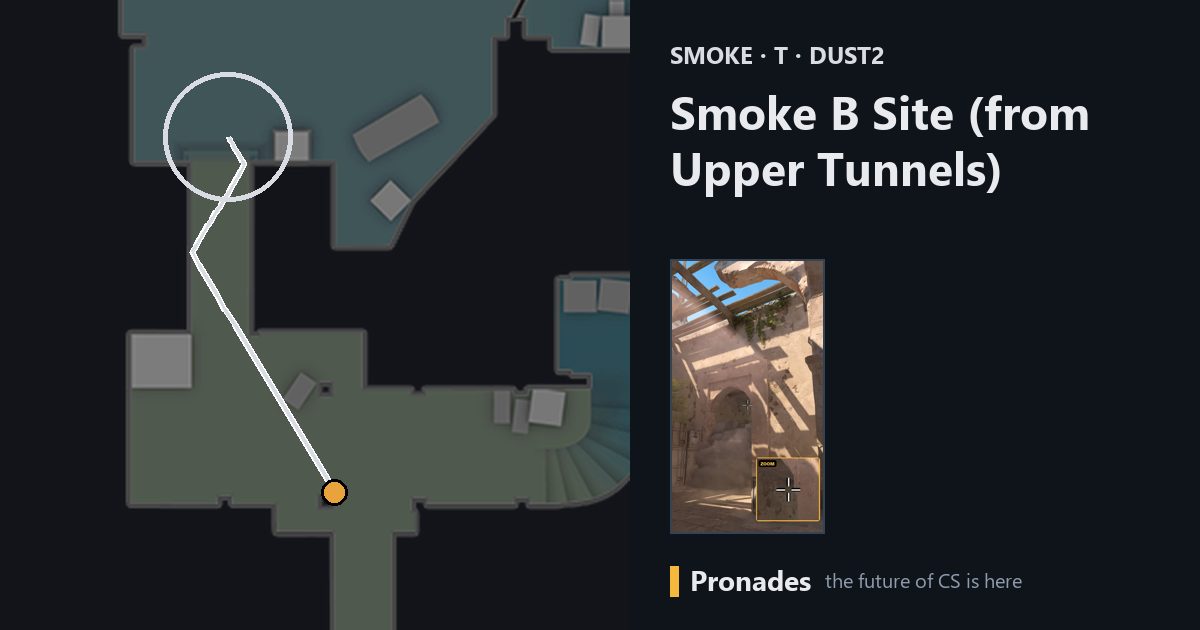 SMOKE · T · DUST2
Smoke B Site (from
Upper Tunnels)
ZOOM
Pronades the future of CS is here